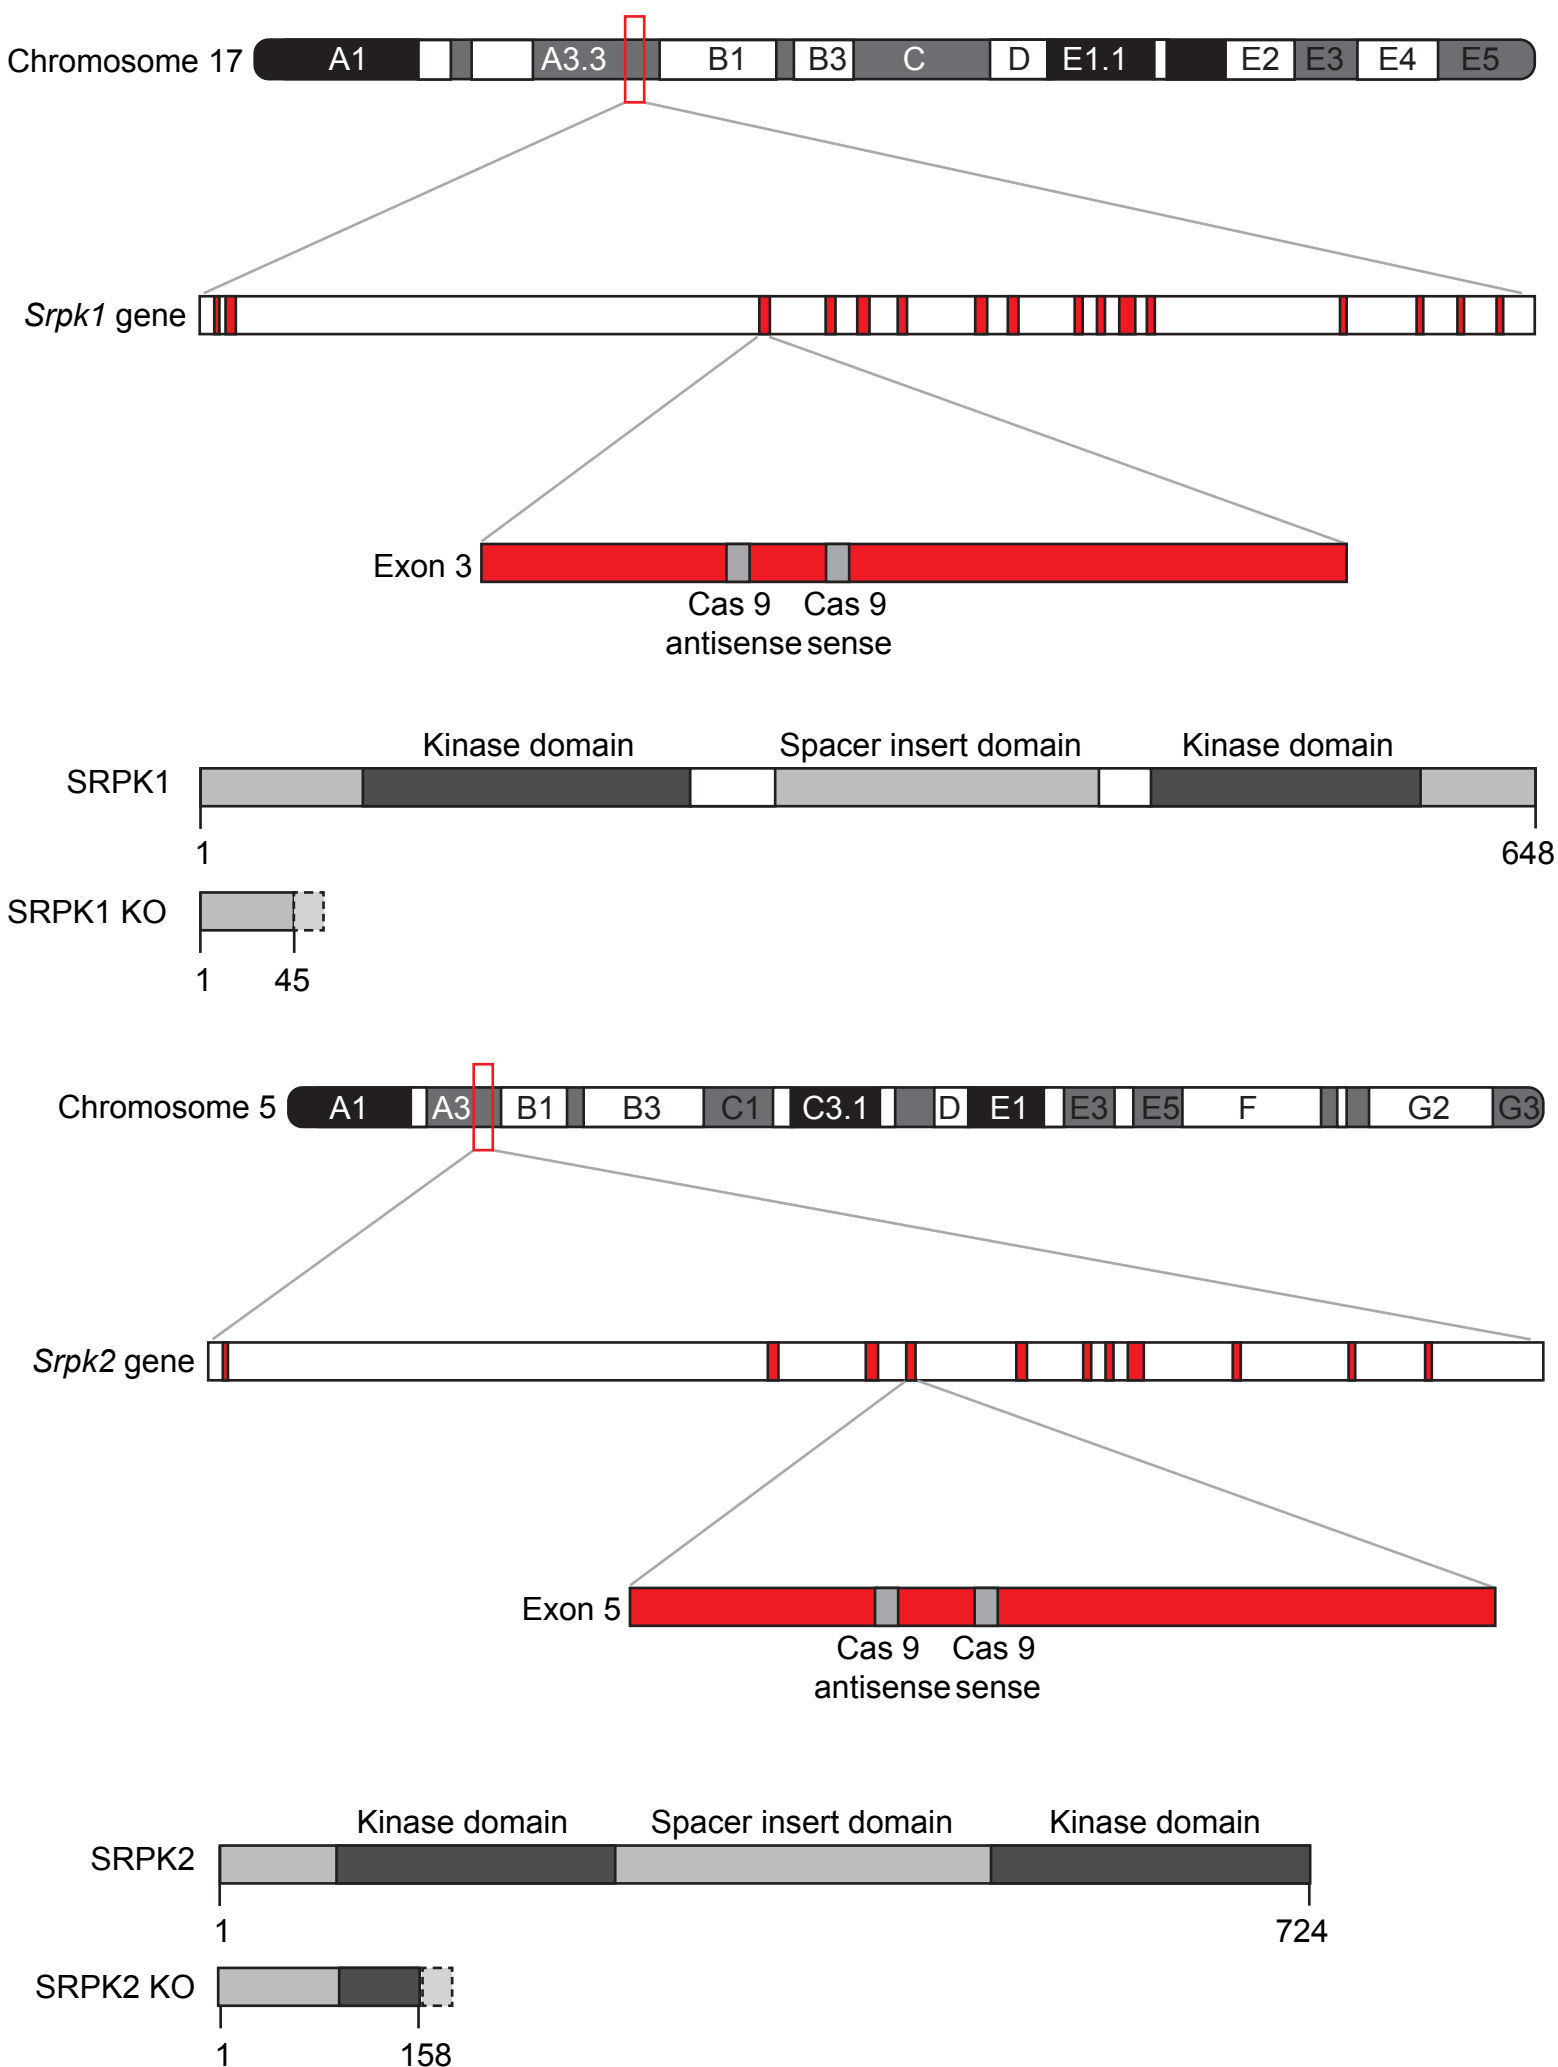 Chromosome 17 A1 A3.3 B1 B3 C D E1.1 E2 E3 E4 E5
Srpk1 gene
Exon 3
Cas 9 Cas 9
antisense sense
Kinase domain Spacer insert domain Kinase domain
SRPK1
1 648
SRPK1 KO
1 45
Chromosome 5 A1 A3 B1 B3 C1 C3.1 D E1 E3 E5 F G2 G3
Srpk2 gene
Exon 5
Cas 9 Cas 9
antisense sense
Kinase domain Spacer insert domain Kinase domain
SRPK2
1 724
SRPK2 KO
1 158